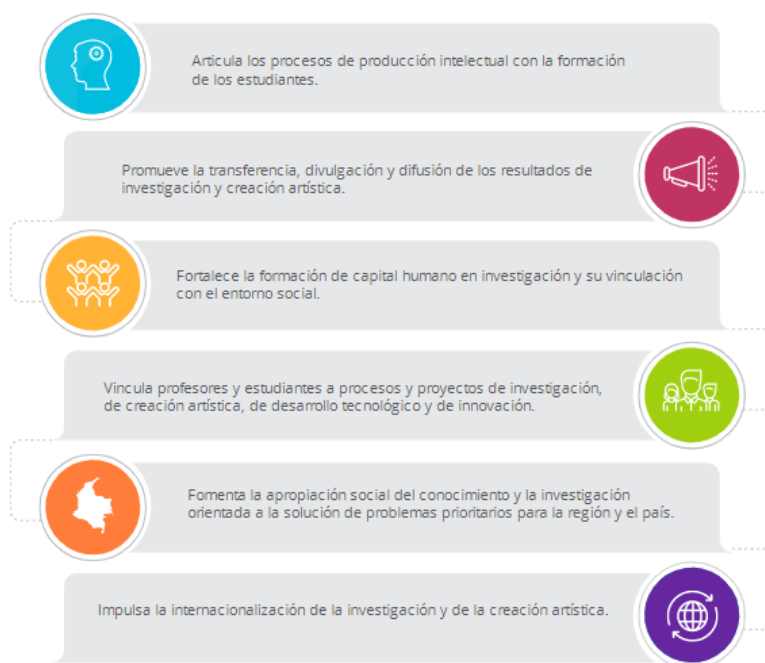 Articula los procesos de producción intelectual con la formación
de los estudiantes.
Promueve la transferencia, divulgación y difusión de los resultados de
investigación y creación artística.
Fortalece la formación de capital humano en investigación y su vinculación
con el entorno social.
Vincula profesores y estudiantes a procesos y proyectos de investigación,
de creación artística, de desarrollo tecnológico y de innovación.
Fomenta la apropiación social del conocimiento y la investigación
orientada a la solución de problemas prioritarios para la región y el país.
Impulsa la internacionalización de la investigación y de la creación artística.